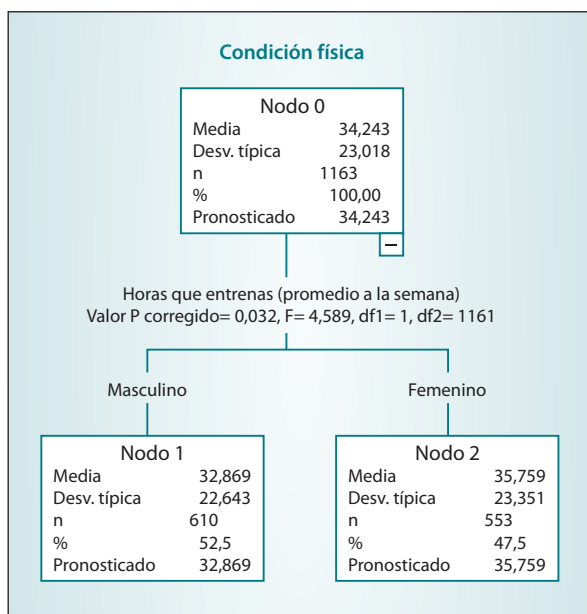 Condición física
Nodo 0
Media 34,243
Desv. típica 23,018
n 1163
% 100,00
Pronosticado 34,243
Horas que entrenas (promedio a la semana)
Valor P corregido= 0,032, F= 4,589, df1= 1, df2= 1161
Masculino
Femenino
Nodo 1
Media 32,869
Desv. típica 22,643
n 610
% 52,5
Pronosticado 32,869
Nodo 2
Media 35,759
Desv. típica 23,351
n 553
% 47,5
Pronosticado 35,759